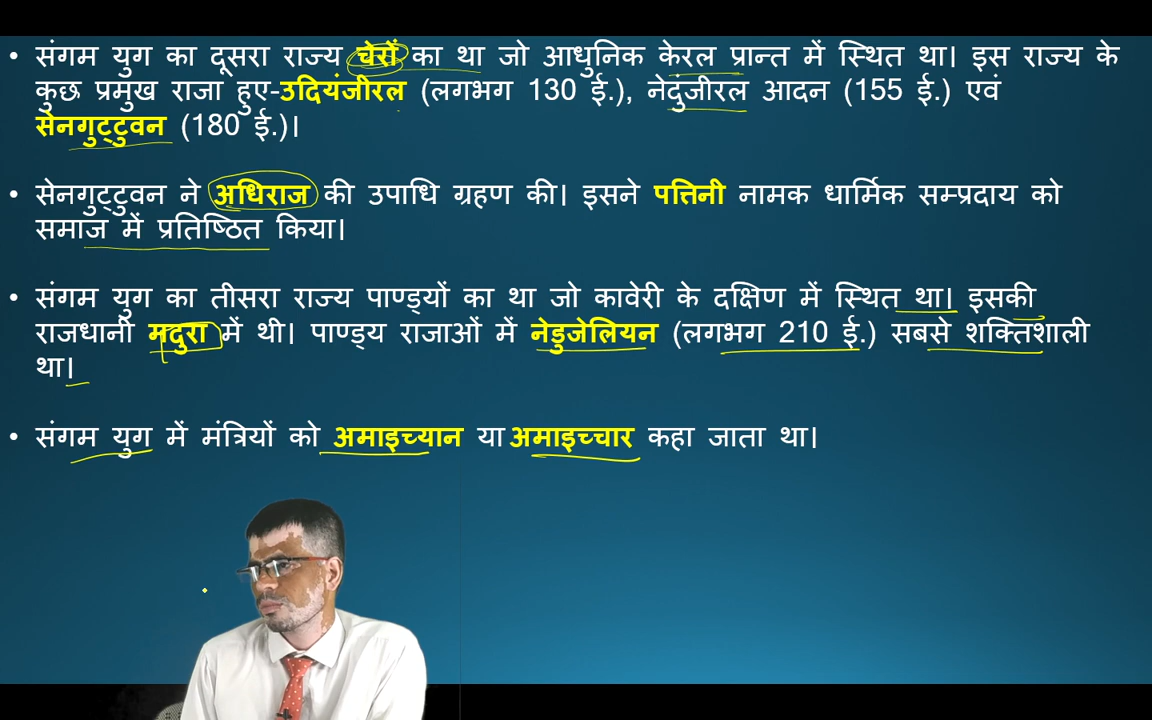 • संगम युग का दूसरा राज्य चेरों का था जो आधुनिक केरल प्रान्त में स्थित था। इस राज्य के
कुछ प्रमुख राजा हुए-उदियंजीरल (लगभग 130 ई.), नेदुंजीरल आदन (155 ई.) एवं
सेनगुट्टुवन (180 ई.)।
• सेनगुट्टुवन ने अधिराज की उपाधि ग्रहण की। इसने पत्तिनी नामक धार्मिक सम्प्रदाय को
समाज में प्रतिष्ठित किया।
• संगम युग का तीसरा राज्य पाण्ड्यों का था जो कावेरी के दक्षिण में स्थित था। इसकी
राजधानी मदुरा में थी। पाण्ड्य राजाओं में नेडुजेलियन (लगभग 210 ई.) सबसे शक्तिशाली
था।
• संगम युग में मंत्रियों को अमाइच्यान या अमाइच्चार कहा जाता था।